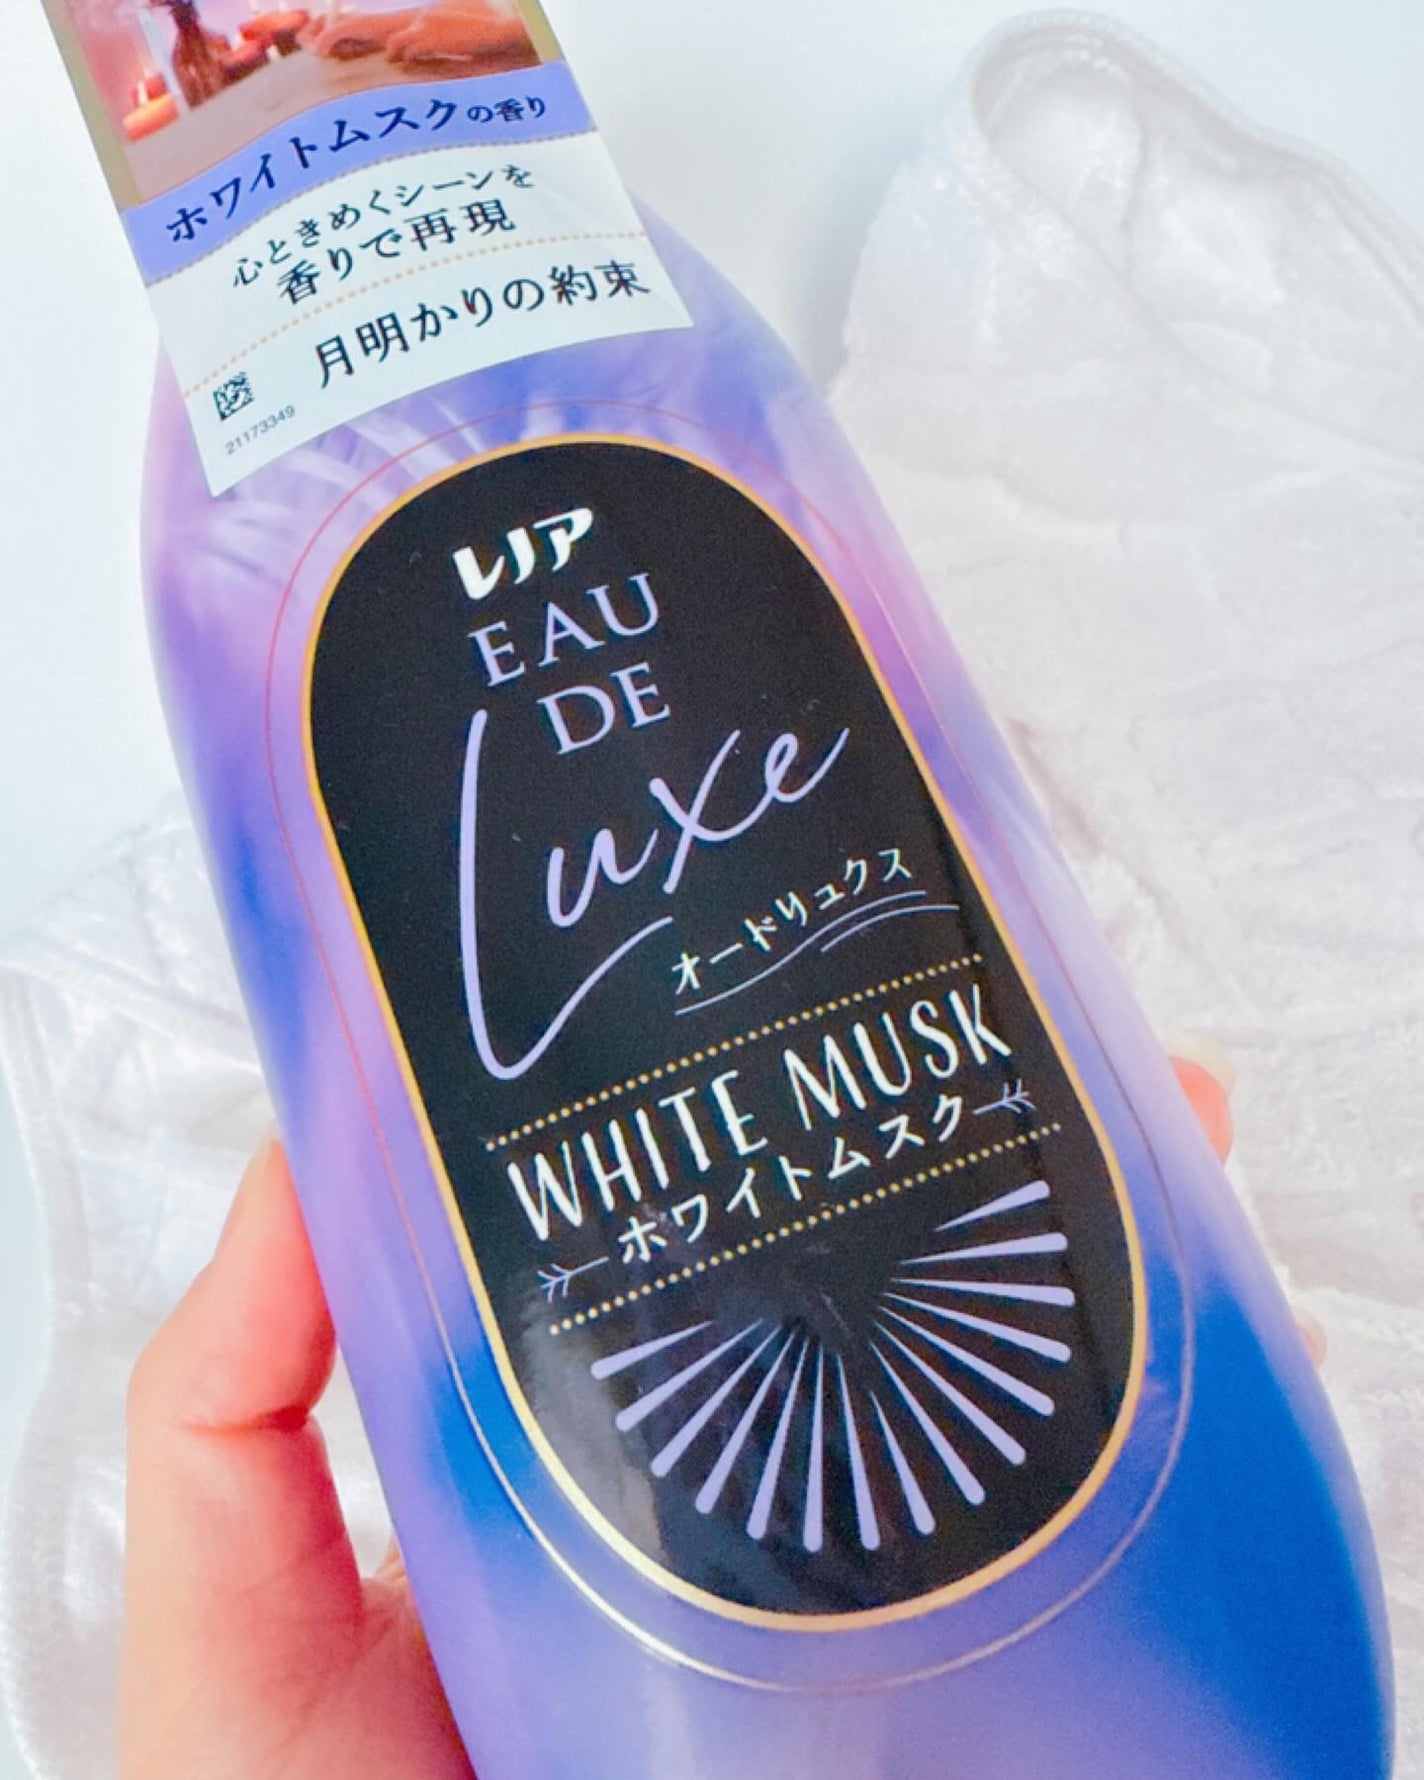 ホワイトムスクの香り
心ときめくシーンを
香りで再現
月明かりの約束
21173349
レノア
EAU
DE
Luxe
オードリュクス
WHITE MUSK
ホワイトムスク